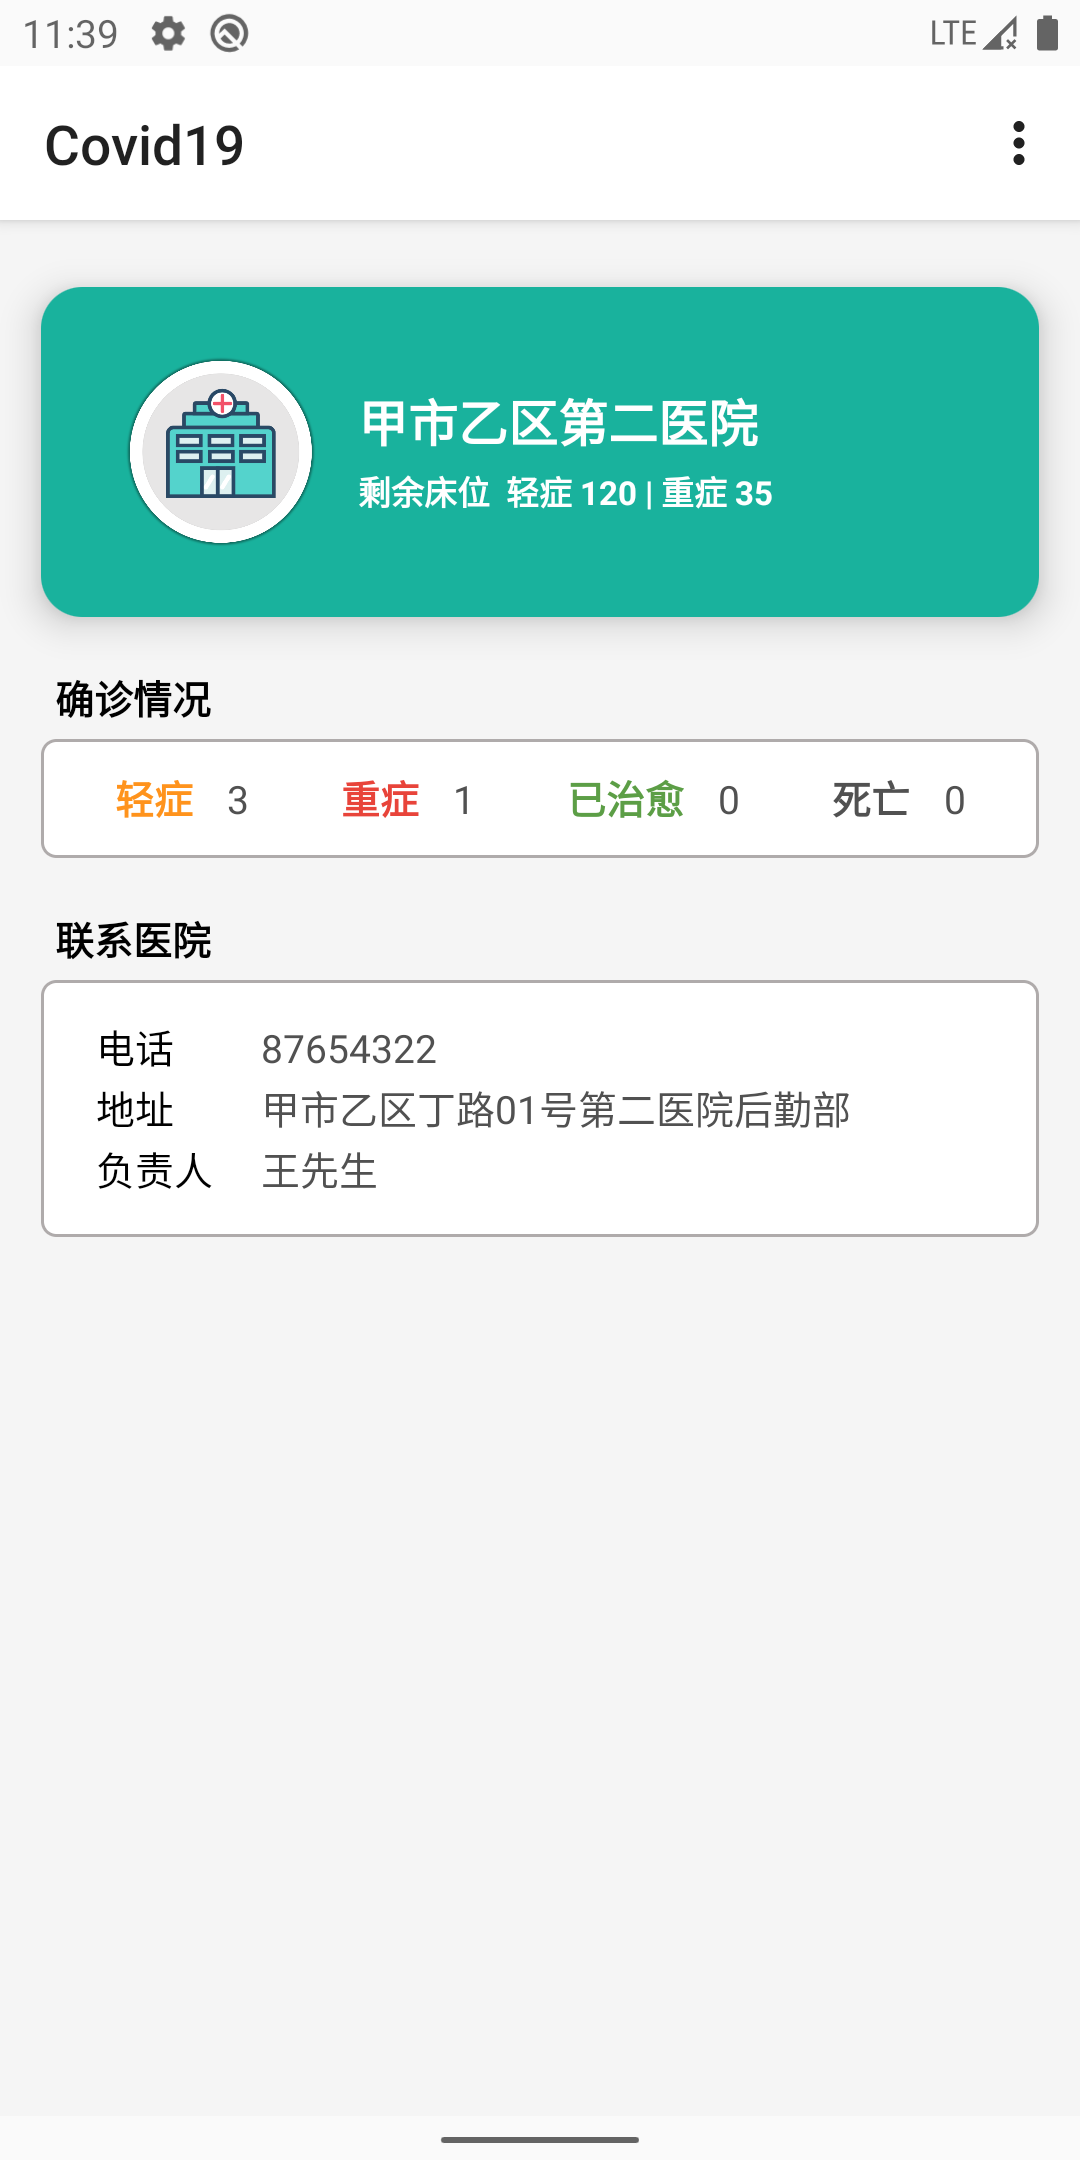 11:39 LTE
Covid19
甲市乙区第二医院
剩余床位 轻症 120 | 重症 35
确诊情况
轻症 3 重症 1 已治愈 0 死亡 0
联系医院
电话 87654322
地址 甲市乙区丁路01号第二医院后勤部
负责人 王先生